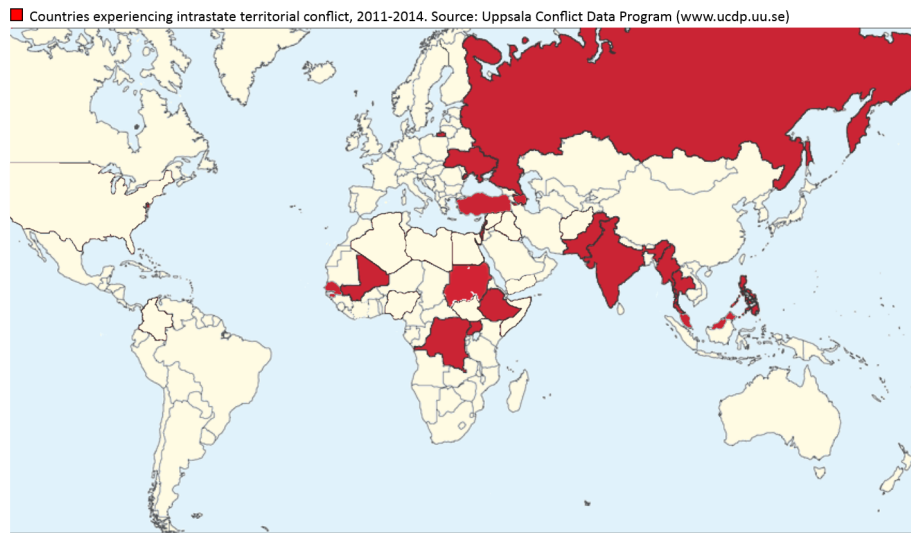 Countries experiencing intrastate territorial conflict, 2011-2014. Source: Uppsala Conflict Data Program (www.ucdp.uu.se)